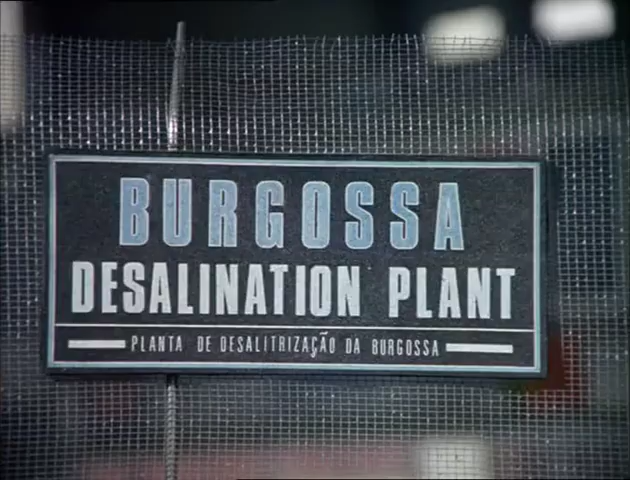 BURGOSSA
DESALINATION PLANT
PLANTA DE DESALITRIZAÇÃO DA BURGOSSA